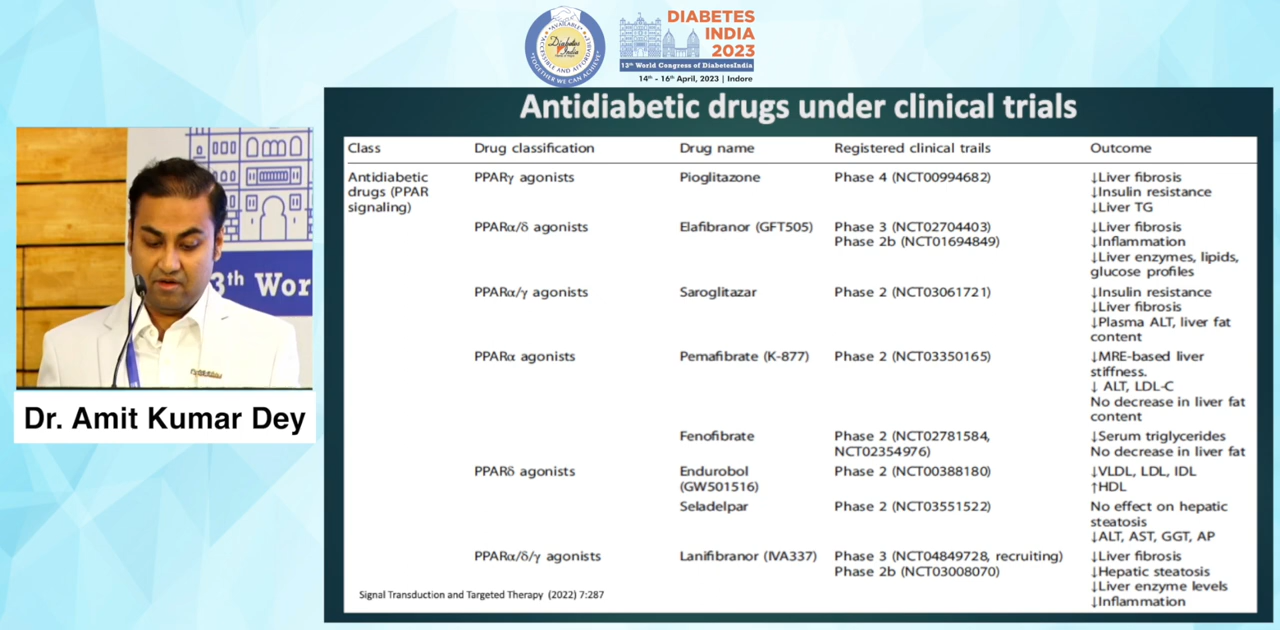 AVAILABLE
ACCESSIBLE AND AFFORDABLE
Diabetes
India
TOGETHER WE CAN ACHIEVE
DIABETES
INDIA
2023
12th World Congress of DiabetesIndia
14th - 16th April, 2023 | Indore
Antidiabetic drugs under clinical trials
Class Drug classification Drug name Registered clinical trails Outcome
Antidiabetic PPARγ agonists Pioglitazone Phase 4 (NCT00994682) ↓Liver fibrosis
drugs (PPAR ↓Insulin resistance
signaling) ↓Liver TG
PPARα/δ agonists Elafibranor (GFT505) Phase 3 (NCT02704403) ↓Liver fibrosis
Phase 2b (NCT01694849) ↓Inflammation
↓Liver enzymes, lipids,
glucose profiles
PPARα/γ agonists Saroglitazar Phase 2 (NCT03061721) ↓Insulin resistance
↓Liver fibrosis
↓Plasma ALT, liver fat
content
PPARα agonists Pemafibrate (K-877) Phase 2 (NCT03350165) ↓MRE-based liver
stiffness.
↓ ALT, LDL-C
No decrease in liver fat
content
Fenofibrate Phase 2 (NCT02781584, ↓Serum triglycerides
NCT02354976) No decrease in liver fat
PPARδ agonists Endurobol Phase 2 (NCT00388180) ↓VLDL, LDL, IDL
(GW501516) ↑HDL
Seladelpar Phase 2 (NCT03551522) No effect on hepatic
steatosis
↓ALT, AST, GGT, AP
PPARα/δ/γ agonists Lanifibranor (IVA337) Phase 3 (NCT04849728, recruiting) ↓Liver fibrosis
Phase 2b (NCT03008070) ↓Hepatic steatosis
↓Liver enzyme levels
↓Inflammation
Signal Transduction and Targeted Therapy (2022) 7:287
3th Wor
Dr. Amit Kumar Dey